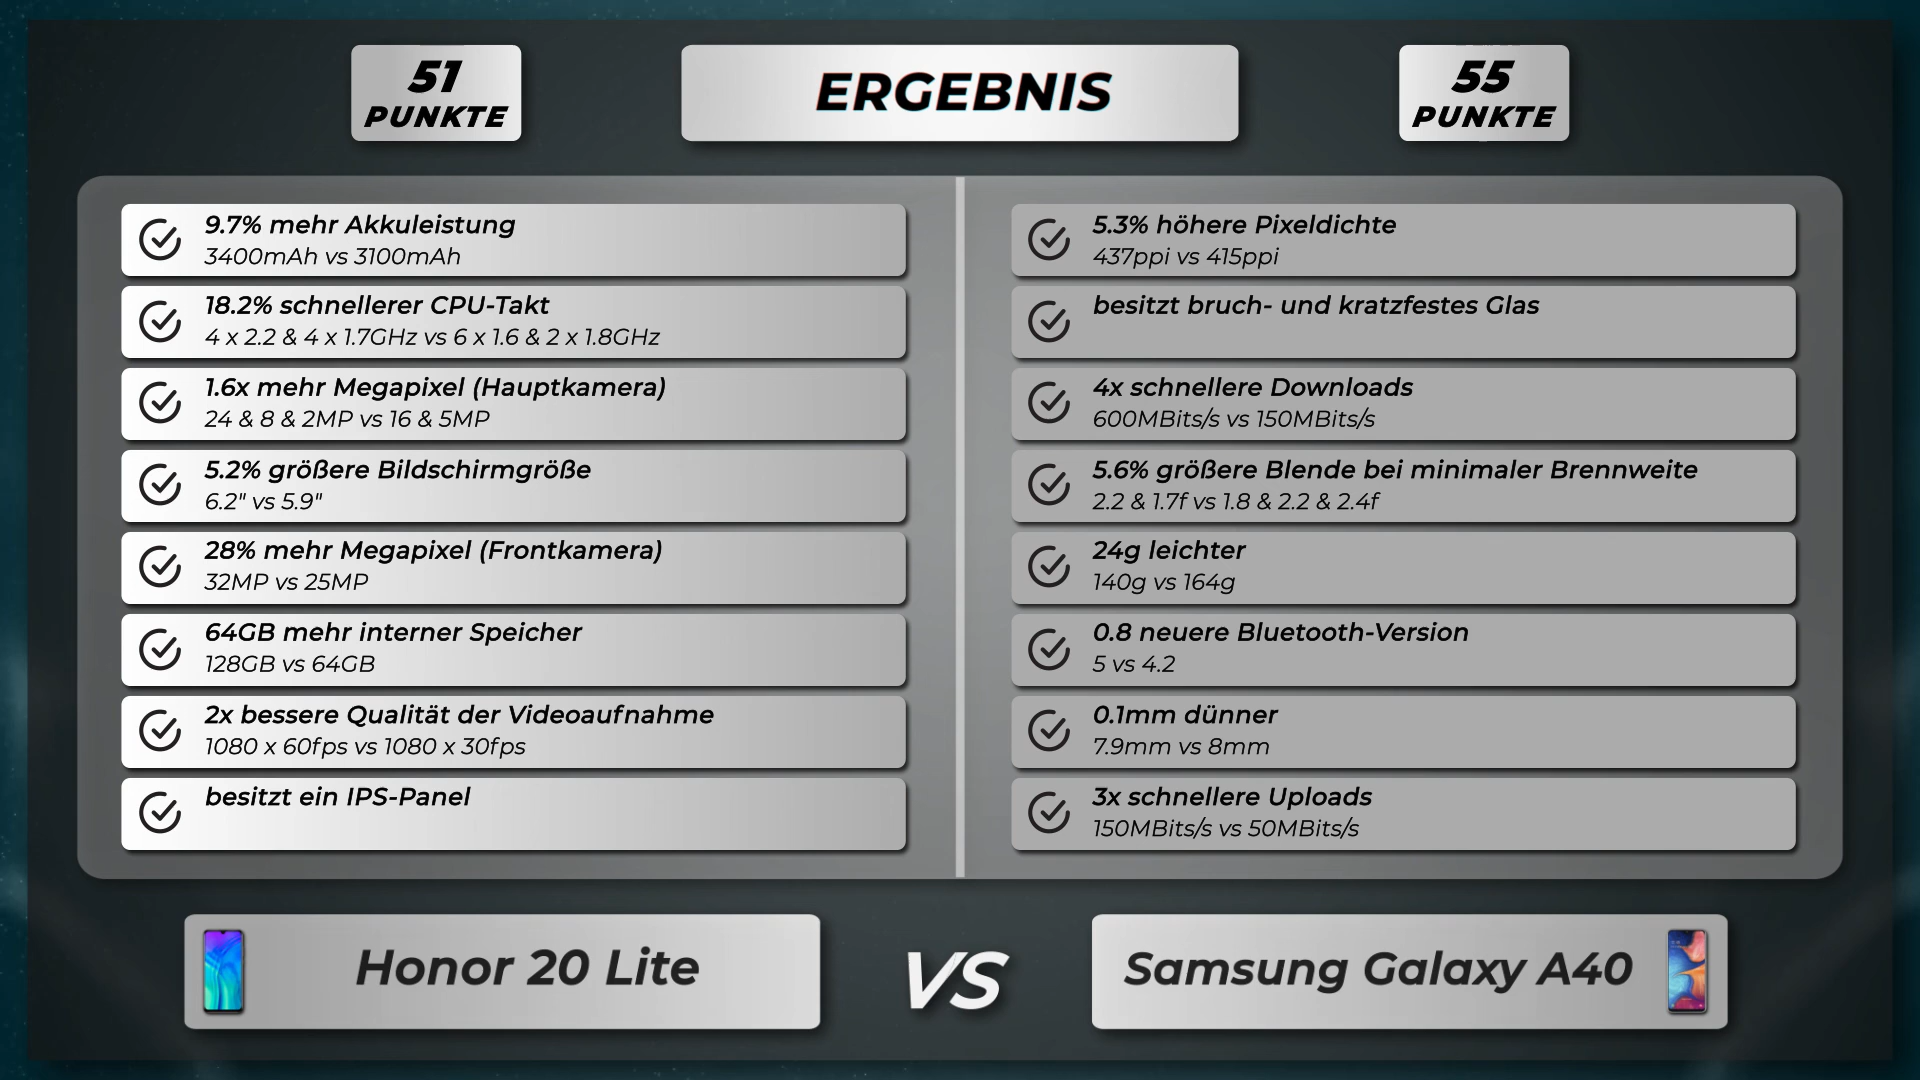 51
PUNKTE
ERGEBNIS
55
PUNKTE
9.7% mehr Akkuleistung
3400mAh vs 3100mAh
18.2% schnellerer CPU-Takt
4 x 2.2 & 4 x 1.7GHz vs 6 x 1.6 & 2 x 1.8GHz
1.6x mehr Megapixel (Hauptkamera)
24 & 8 & 2MP vs 16 & 5MP
5.2% größere Bildschirmgröße
6.2" vs 5.9"
28% mehr Megapixel (Frontkamera)
32MP vs 25MP
64GB mehr interner Speicher
128GB vs 64GB
2x bessere Qualität der Videoaufnahme
1080 x 60fps vs 1080 x 30fps
besitzt ein IPS-Panel
5.3% höhere Pixeldichte
437ppi vs 415ppi
besitzt bruch- und kratzfestes Glas
4x schnellere Downloads
600MBits/s vs 150MBits/s
5.6% größere Blende bei minimaler Brennweite
2.2 & 1.7f vs 1.8 & 2.2 & 2.4f
24g leichter
140g vs 164g
0.8 neuere Bluetooth-Version
5 vs 4.2
0.1mm dünner
7.9mm vs 8mm
3x schnellere Uploads
150MBits/s vs 50MBits/s
Honor 20 Lite
VS
Samsung Galaxy A40